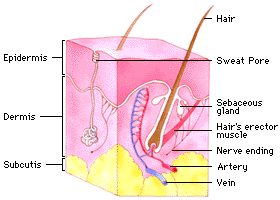 Hair
Epidermis
Sweat Pore
Sebaceous
gland
Dermis
Hair's erector
muscle
Nerve ending
Subcutis
Artery
Vein